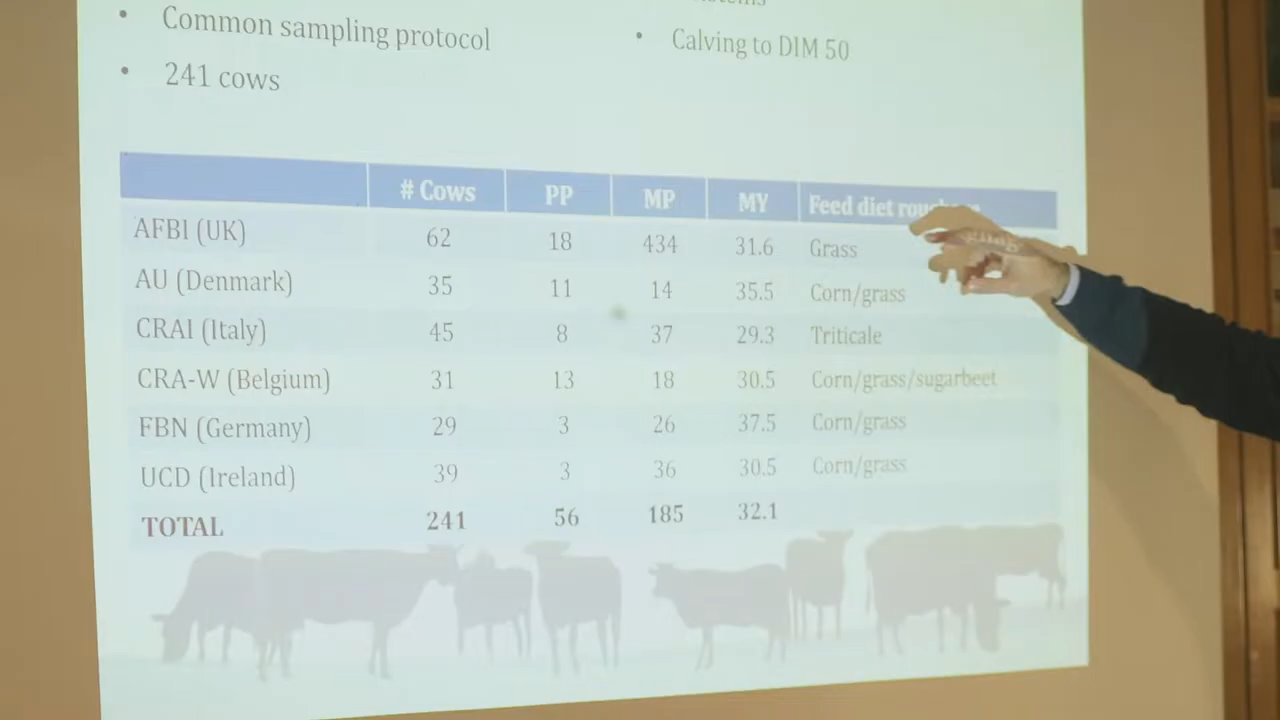 • Common sampling protocol
• Calving to DIM 50
• 241 cows
# Cows PP MP MY Feed diet
AFBI (UK) 62 18 434 31.6 Grass
AU (Denmark) 35 11 14 35.5 Corn/grass
CRAI (Italy) 45 8 37 29.3 Triticale
CRA-W (Belgium) 31 13 18 30.5 Corn/grass/sugarbeet
FBN (Germany) 29 3 26 37.5 Corn/grass
UCD (Ireland) 39 3 36 30.5 Corn/grass
TOTAL 241 56 185 32.1